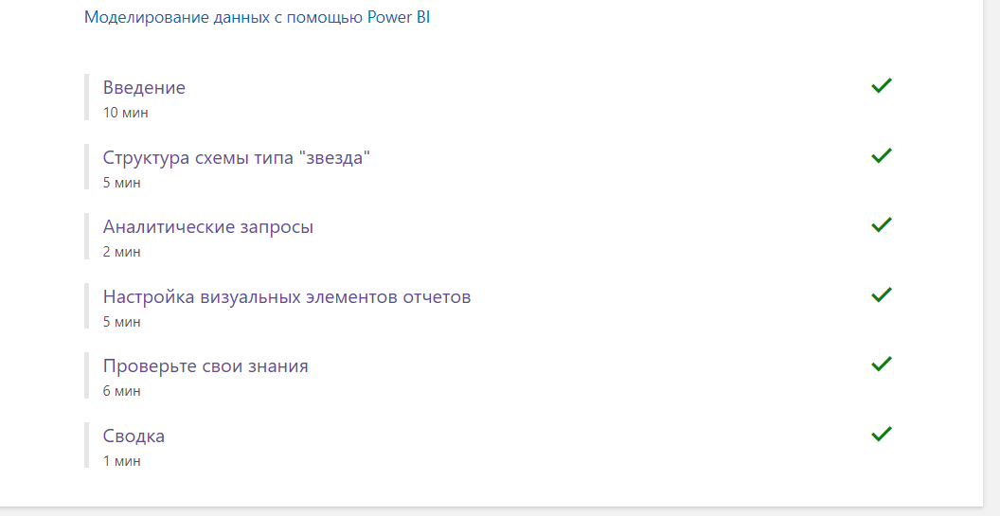 Моделирование данных с помощью Power BI
Введение
10 мин
Структура схемы типа "звезда"
5 мин
Аналитические запросы
2 мин
Настройка визуальных элементов отчетов
5 мин
Проверьте свои знания
6 мин
Сводка
1 мин